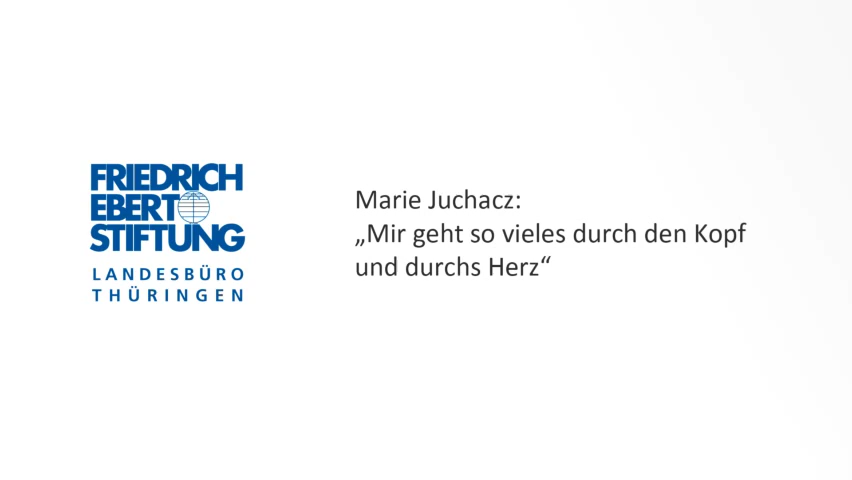 FRIEDRICH
EBERT
STIFTUNG
LANDESBÜRO
THÜRINGEN
Marie Juchacz:
„Mir geht so vieles durch den Kopf
und durchs Herz“